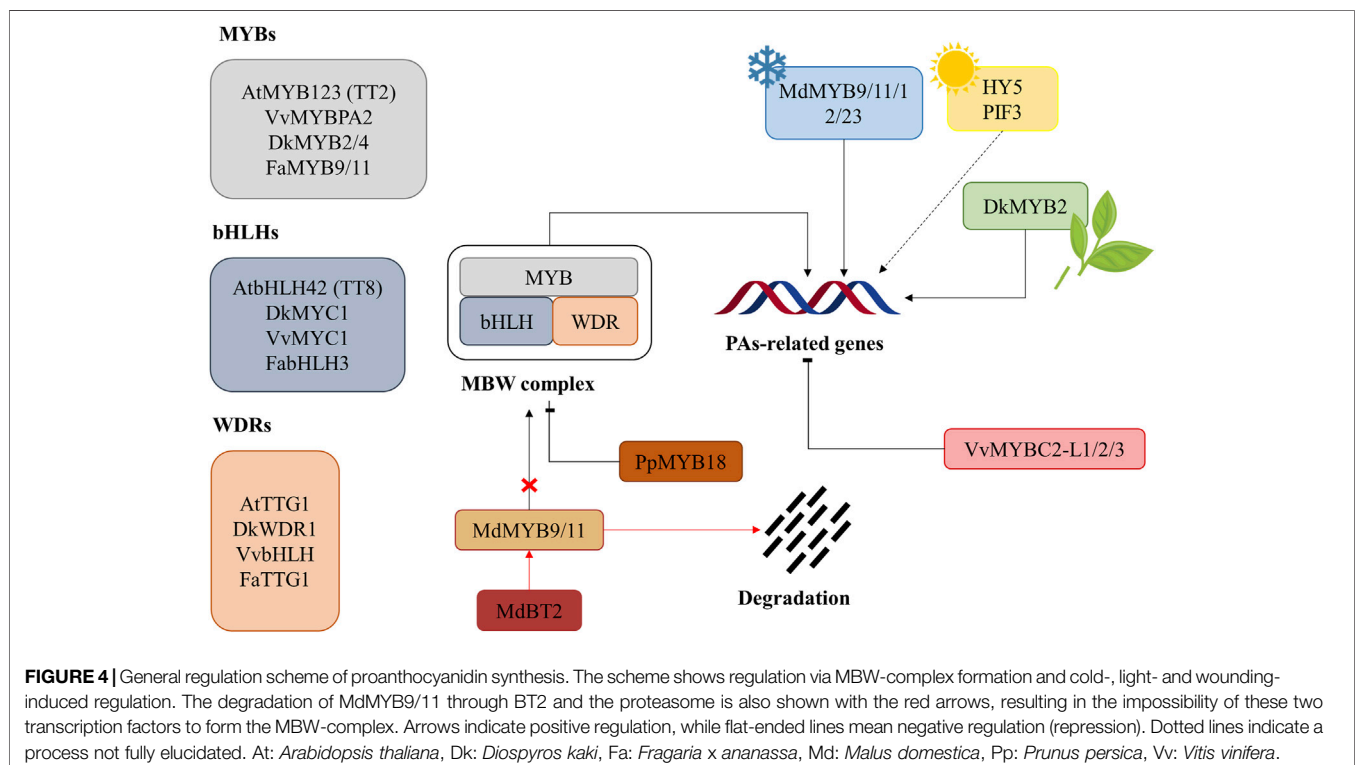 MYBs
AtMYB123 (TT2)
VvMYBPA2
DkMYB2/4
FaMYB9/11
bHLHs
AtbHLH42 (TT8)
DkMYC1
VvMYC1
FabHLH3
WDRs
AtTTG1
DkWDR1
VvbHLH
FaTTG1
MYB
bHLH
WDR
MBW complex
MdMYB9/11/1
2/23
HY5
PIF3
DkMYB2
PAs-related genes
VvMYBC2-L1/2/3
PpMYB18
MdMYB9/11
MdBT2
Degradation
FIGURE 4 | General regulation scheme of proanthocyanidin synthesis. The scheme shows regulation via MBW-complex formation and cold-, light- and wounding-
induced regulation. The degradation of MdMYB9/11 through BT2 and the proteasome is also shown with the red arrows, resulting in the impossibility of these two
transcription factors to form the MBW-complex. Arrows indicate positive regulation, while flat-ended lines mean negative regulation (repression). Dotted lines indicate a
process not fully elucidated. At: Arabidopsis thaliana, Dk: Diospyros kaki, Fa: Fragaria x ananassa, Md: Malus domestica, Pp: Prunus persica, Vv: Vitis vinifera.